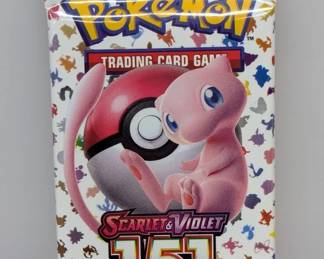 POKÉMON
TRADING CARD GAME
SCARLET & VIOLET
151